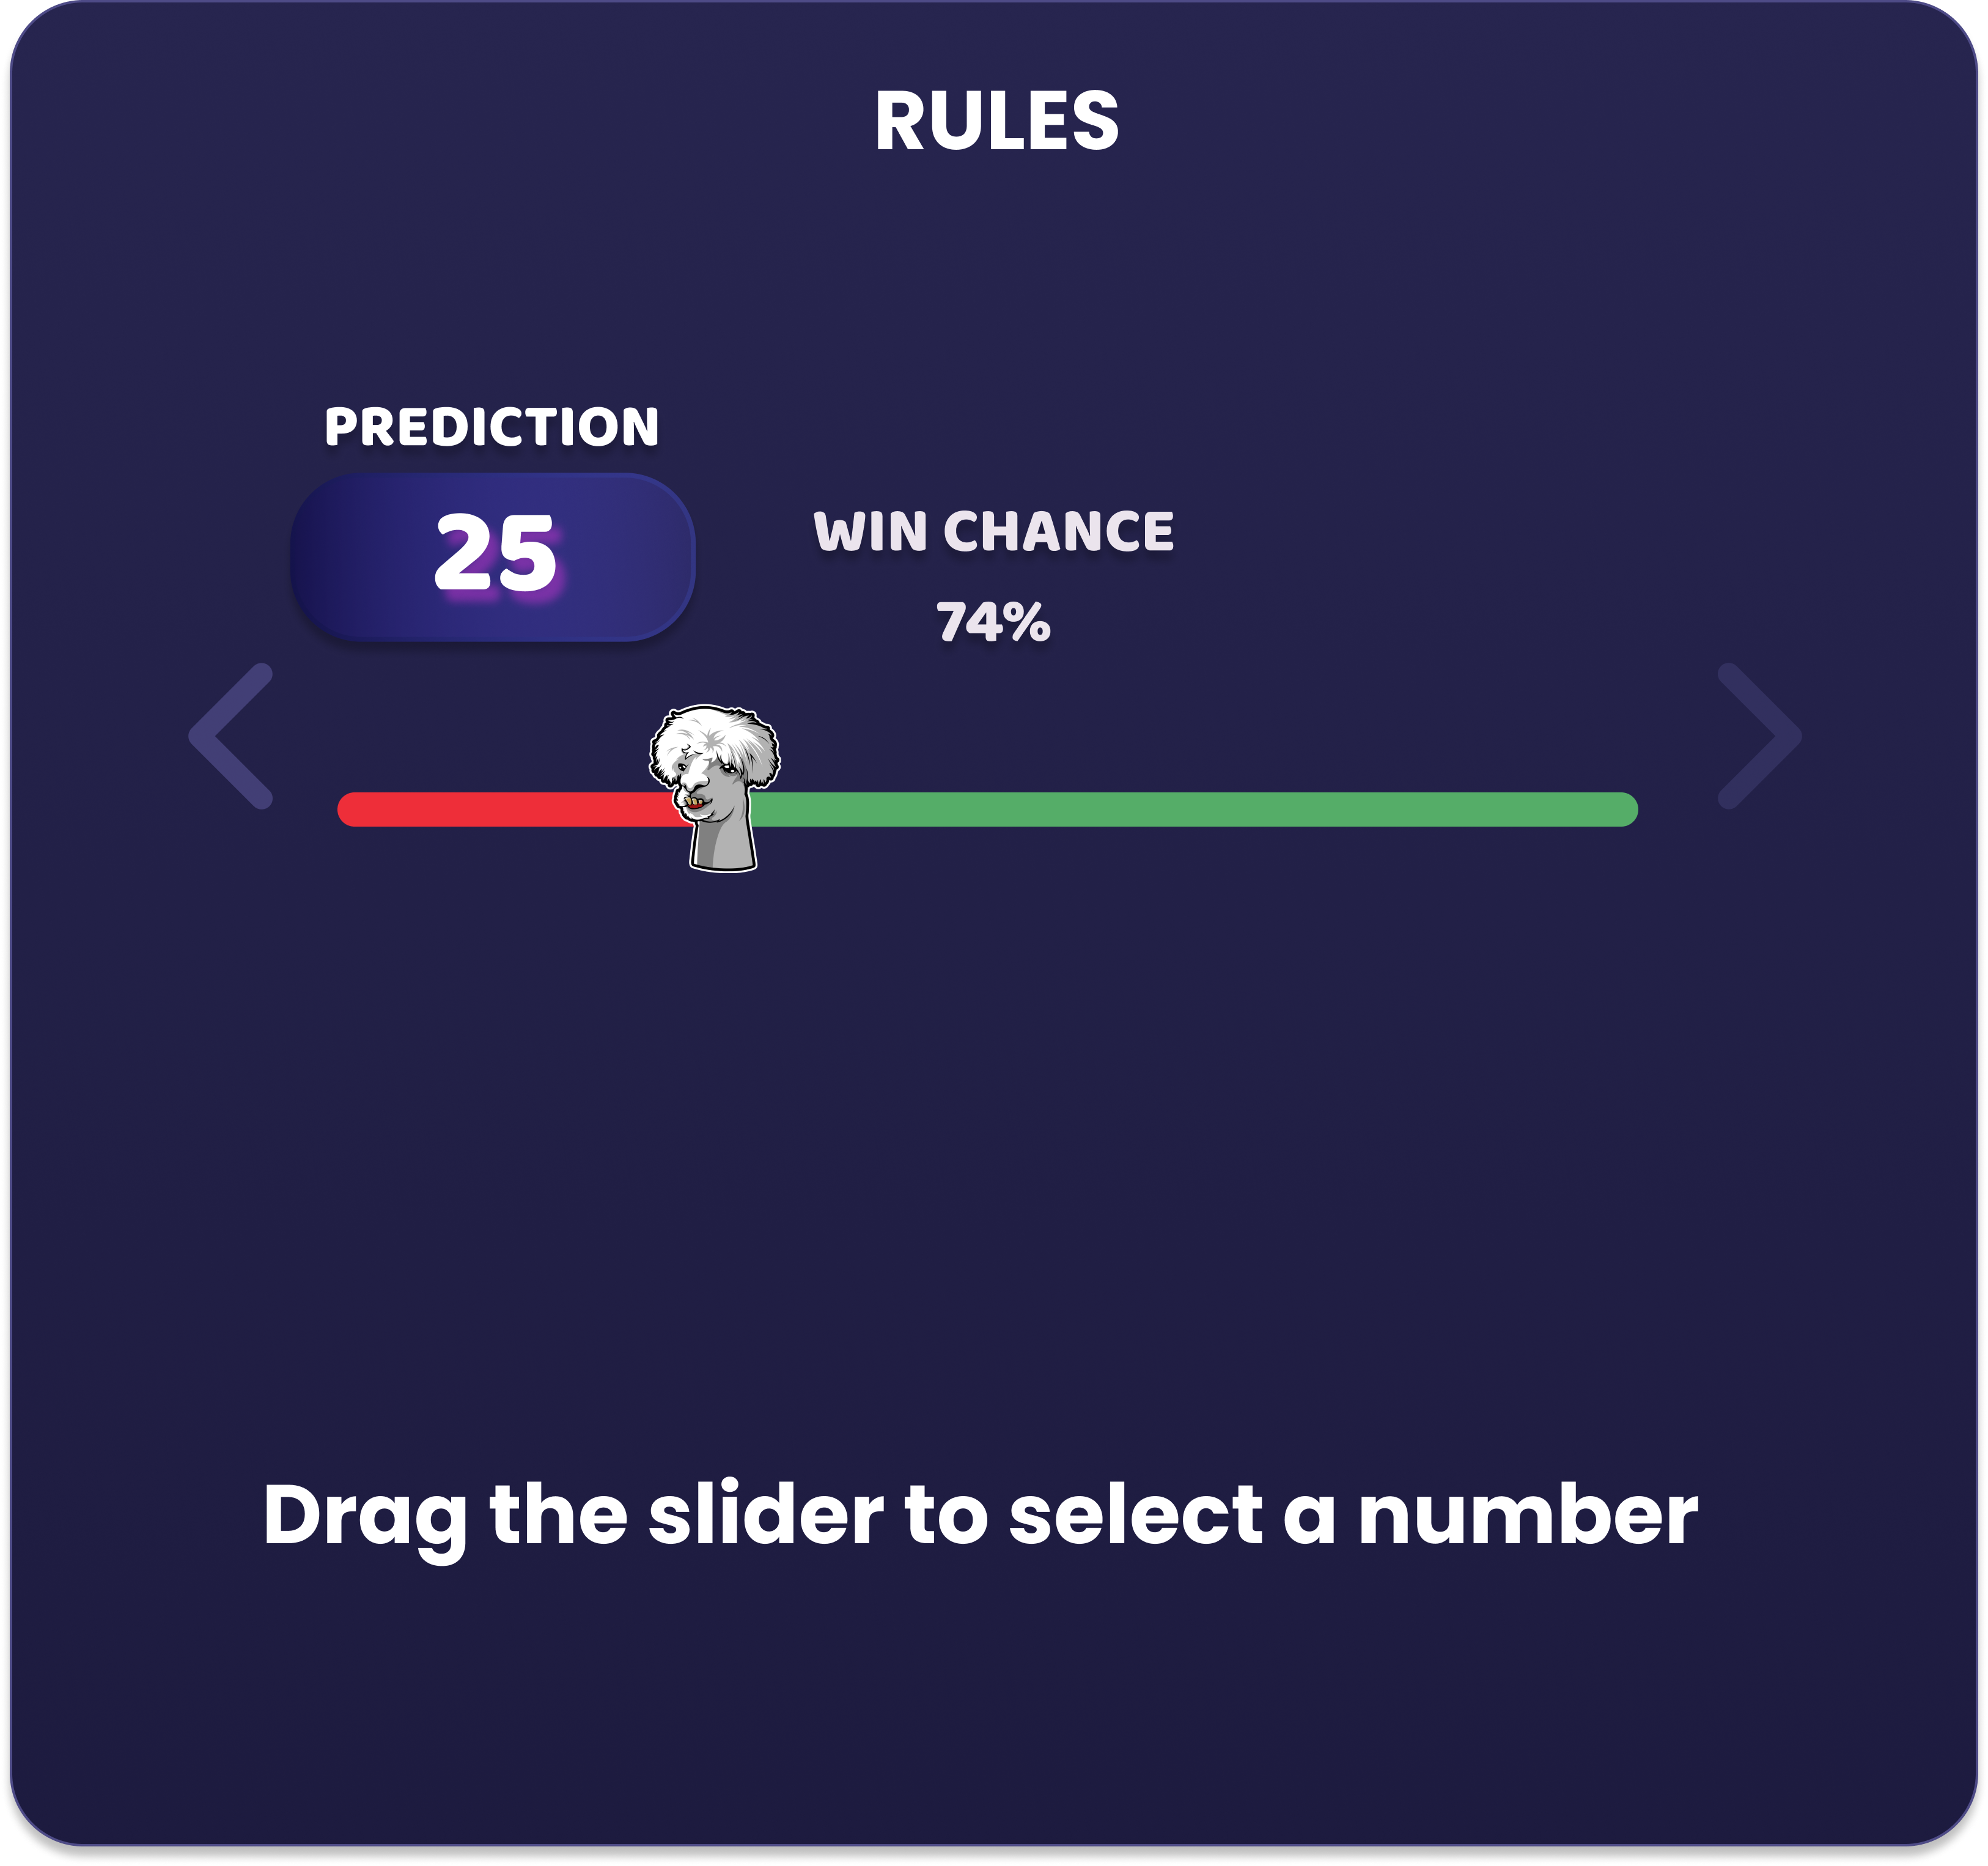 RULES
PREDICTION
25
WIN CHANCE
74%
Drag the slider to select a number